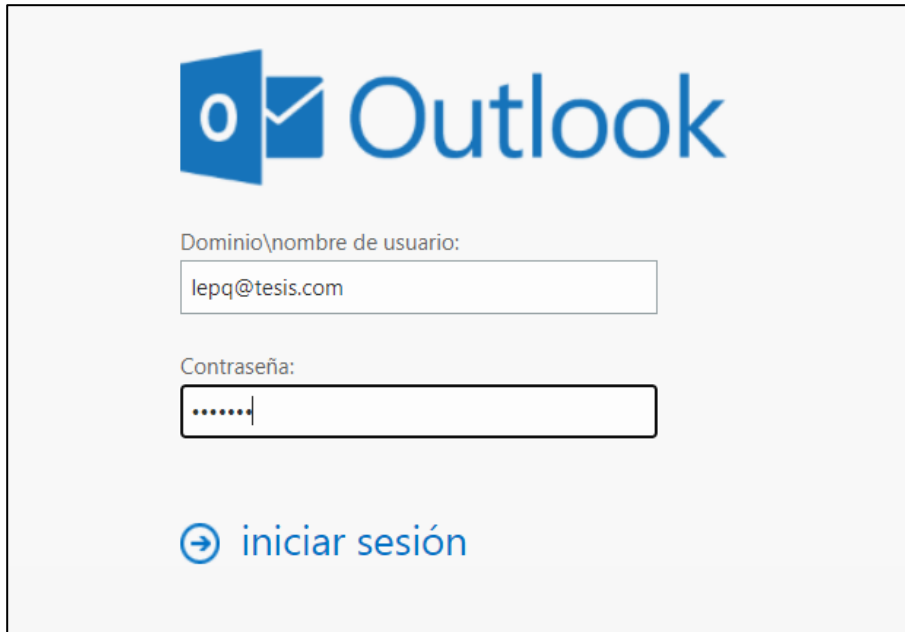 Outlook
Dominio\nombre de usuario:
lepq@tesis.com
Contraseña:
•••••••
iniciar sesión